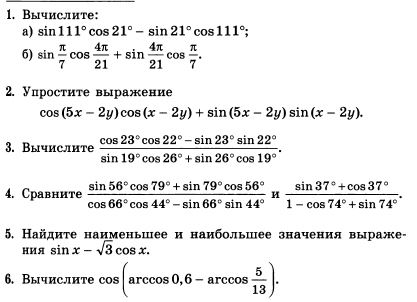 1. Вычислите:
а) sin 111° cos 21° − sin 21° cos 111°;
б) sin π/7 cos 4π/21 + sin 4π/21 cos π/7.
2. Упростите выражение
cos (5x − 2y) cos (x − 2y) + sin (5x − 2y) sin (x − 2y).
3. Вычислите (cos 23° cos 22° − sin 23° sin 22°)/(sin 19° cos 26° + sin 26° cos 19°).
4. Сравните (sin 56° cos 79° + sin 79° cos 56°)/(cos 66° cos 44° − sin 66° sin 44°) и (sin 37° + cos 37°)/(1 − cos 74° + sin 74°).
5. Найдите наименьшее и наибольшее значения выраже-
ния sin x − √3 cos x.
6. Вычислите cos(arccos 0,6 − arccos 5/13).